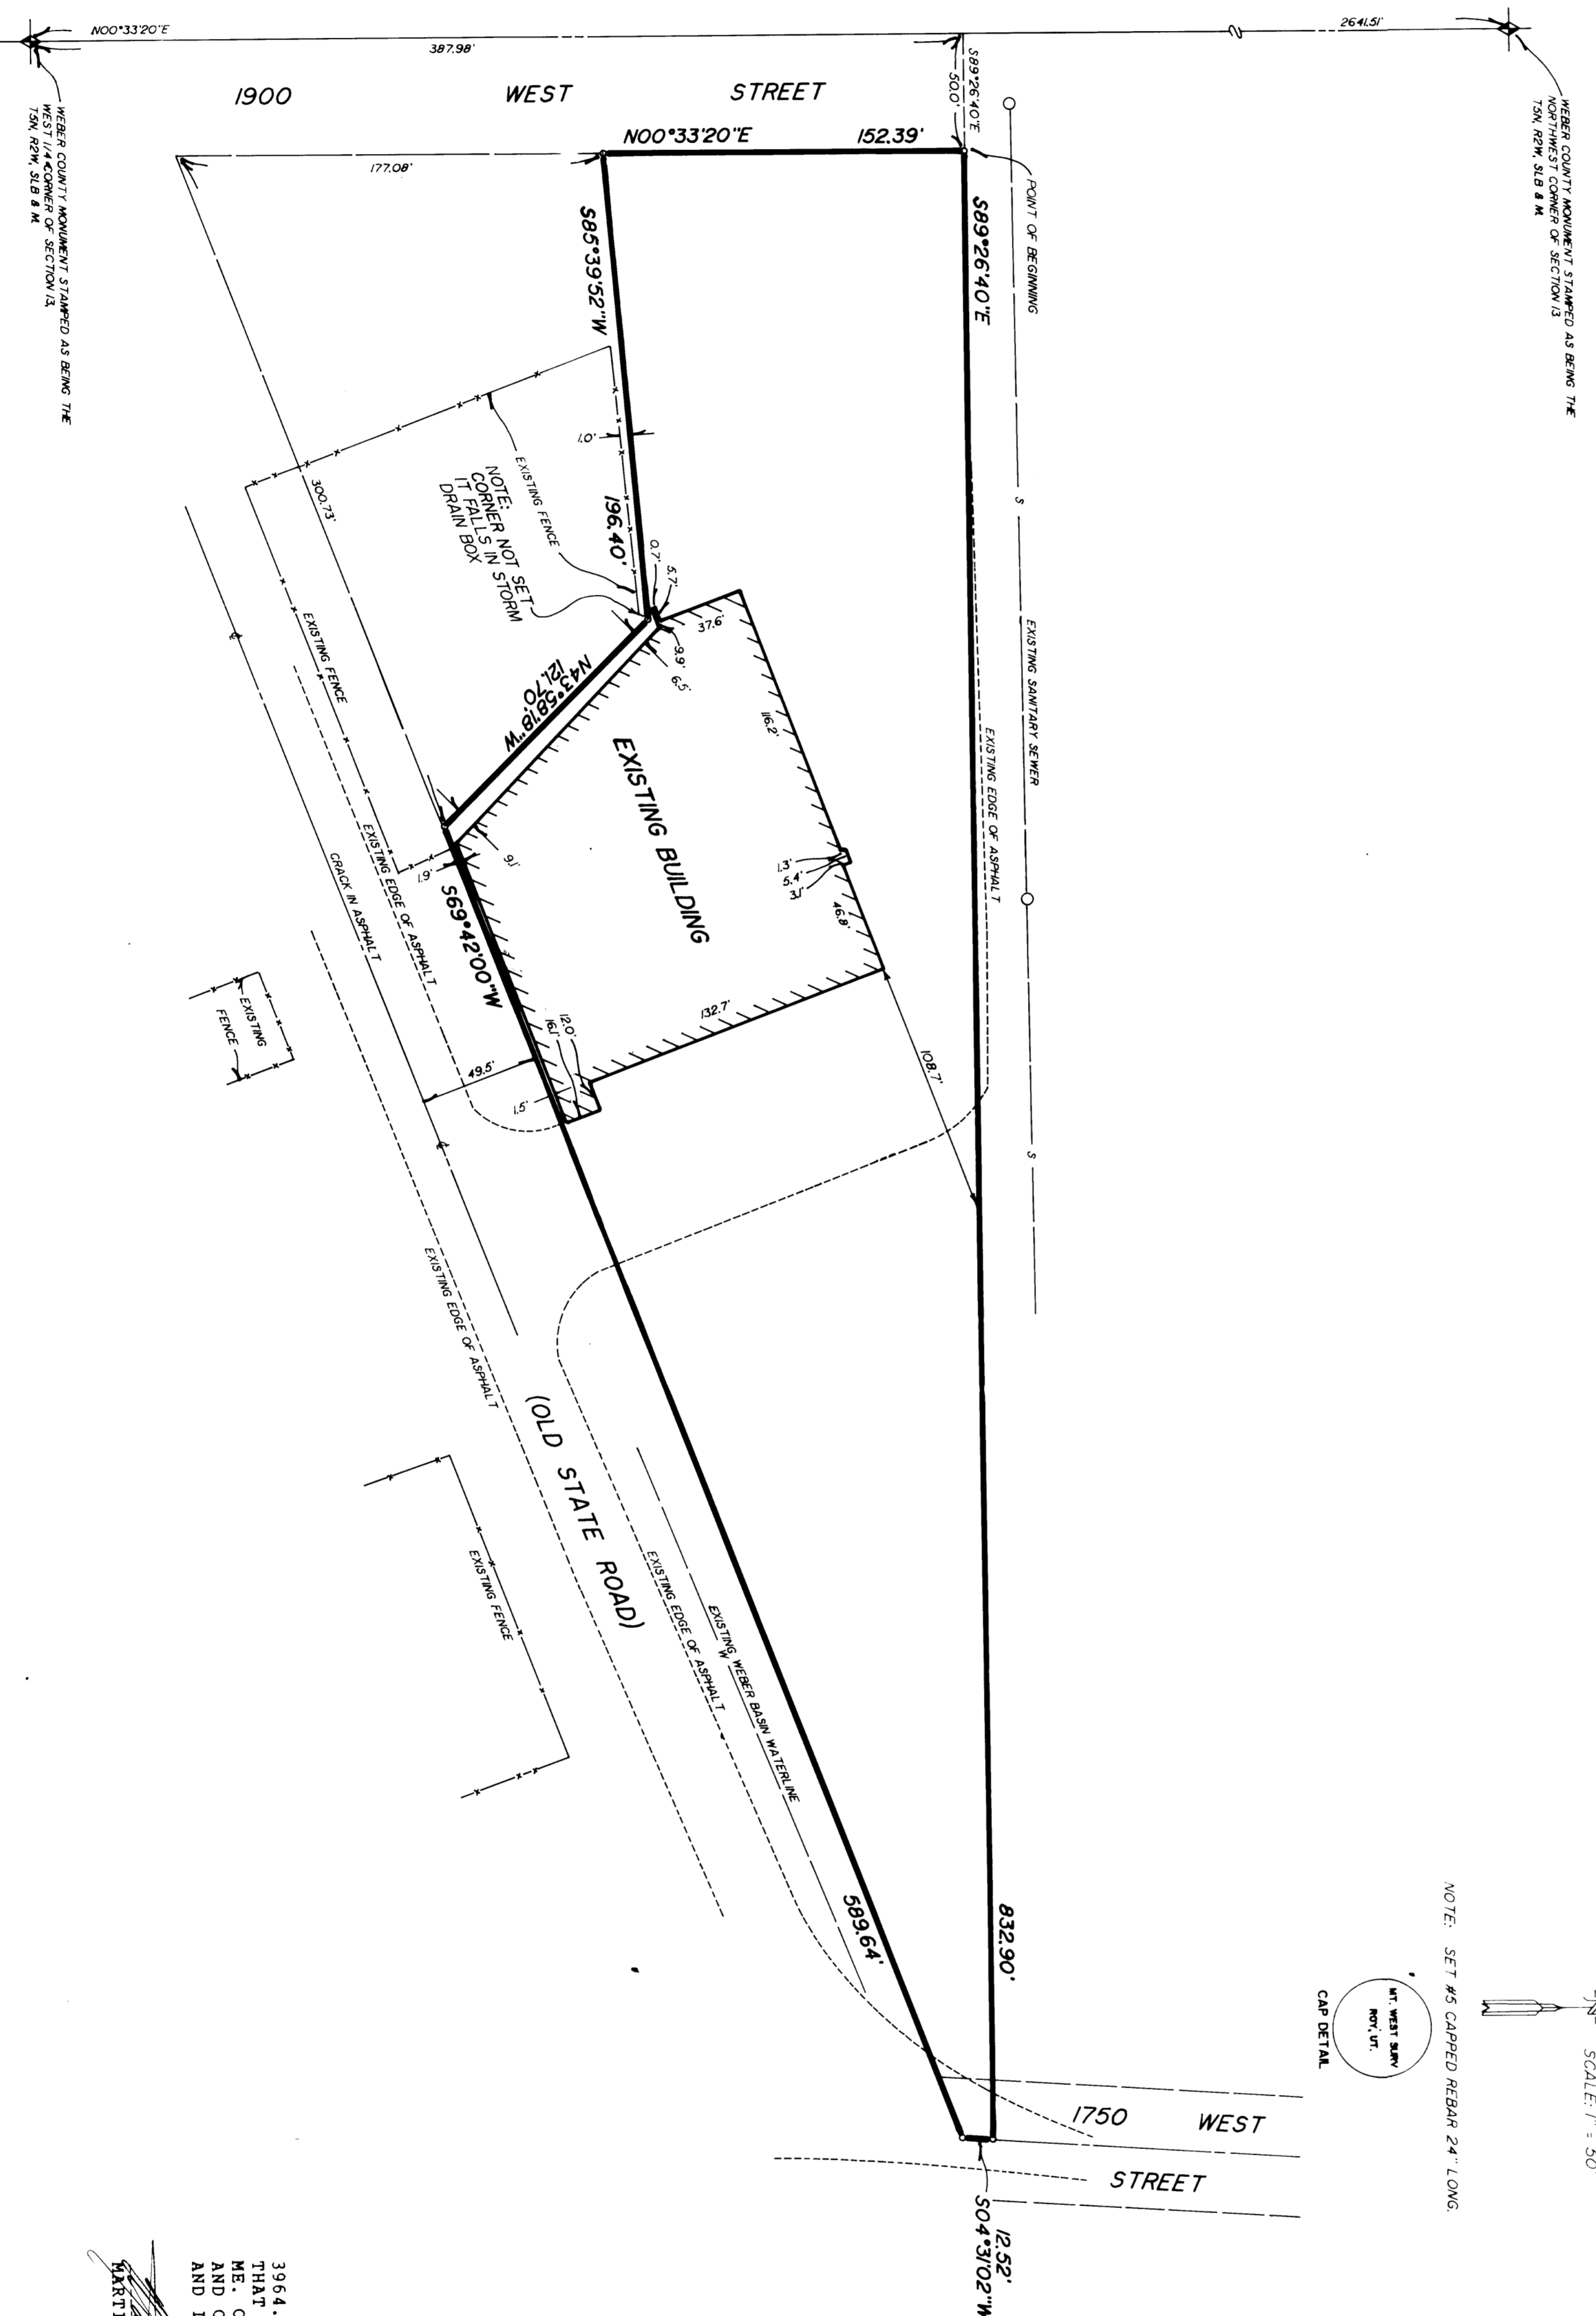 N00°33'20"E
387.98'
2641.51'
WEBER COUNTY MONUMENT STAMPED AS BEING THE
WEST 1/4 CORNER OF SECTION 13,
T5N, R2W, SLB & M.
WEBER COUNTY MONUMENT STAMPED AS BEING THE
NORTHWEST CORNER OF SECTION 13
T5N, R2W, SLB & M.
1900 WEST STREET
S89°26'40"E
50.0'
N00°33'20"E 152.39'
177.08'
POINT OF BEGINNING
S89°26'40"E
S85°39'52"W
196.40'
1.0'
EXISTING FENCE
NOTE:
CORNER NOT SET
IT FALLS IN STORM
DRAIN BOX
300.73'
0.7'
5.7'
37.6'
9.9'
6.5'
116.2'
N43°58'18"W
121.70'
EXISTING BUILDING
EXISTING SANITARY SEWER
S
S
EXISTING EDGE OF ASPHALT
EXISTING FENCE
EXISTING EDGE OF ASPHALT
CRACK IN ASPHALT
1.9'
9.1'
S69°42'00"W
1.3'
5.4'
3.1'
46.8'
132.7'
12.0'
16.1'
49.5'
1.5'
108.7'
EXISTING
FENCE
EXISTING EDGE OF ASPHALT
(OLD STATE ROAD)
EXISTING FENCE
EXISTING EDGE OF ASPHALT
EXISTING WEBER BASIN WATERLINE
W
589.64'
832.90'
1750 WEST
STREET
12.52'
S04°31'02"W
SCALE: 1" = 50'
NOTE: SET #5 CAPPED REBAR 24" LONG.
MT. WEST SURV
ROY, UT.
CAP DETAIL
3964.
THAT
ME.
AND
AND
MARTI